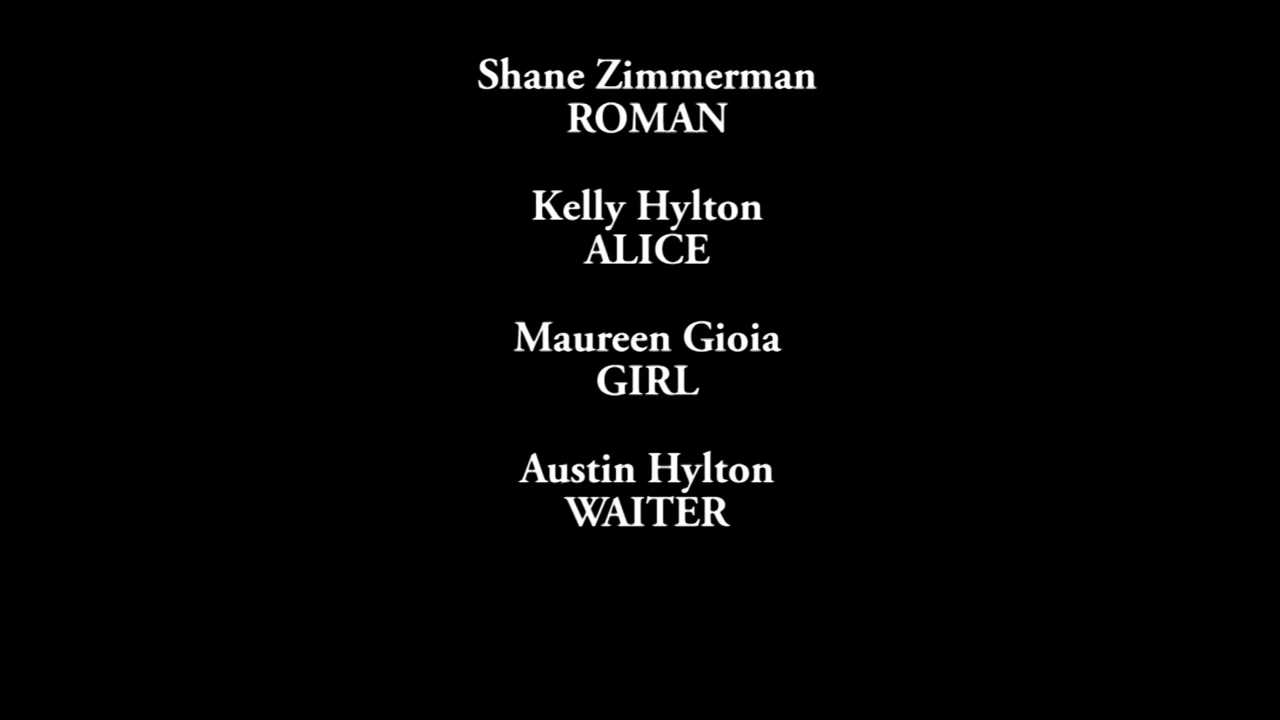 Shane Zimmerman
ROMAN
Kelly Hylton
ALICE
Maureen Gioia
GIRL
Austin Hylton
WAITER